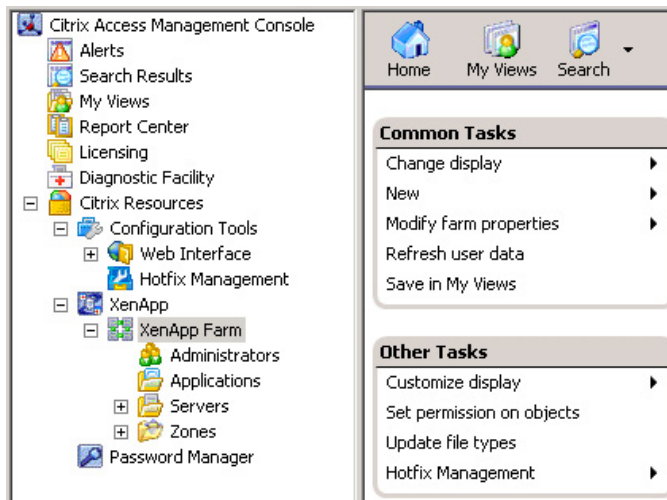 Citrix Access Management Console
Alerts
Search Results
My Views
Report Center
Licensing
Diagnostic Facility
Citrix Resources
Configuration Tools
Web Interface
Hotfix Management
XenApp
XenApp Farm
Administrators
Applications
Servers
Zones
Password Manager
Home My Views Search
Common Tasks
Change display
New
Modify farm properties
Refresh user data
Save in My Views
Other Tasks
Customize display
Set permission on objects
Update file types
Hotfix Management